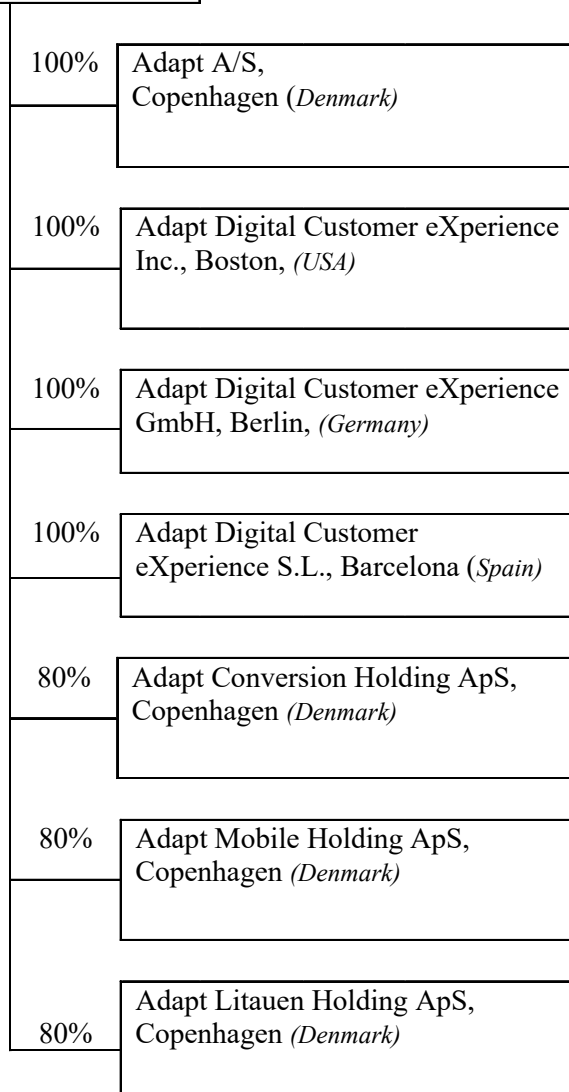 100%
Adapt A/S,
Copenhagen (Denmark)
100%
Adapt Digital Customer eXperience
Inc., Boston, (USA)
100%
Adapt Digital Customer eXperience
GmbH, Berlin, (Germany)
100%
Adapt Digital Customer
eXperience S.L., Barcelona (Spain)
80%
Adapt Conversion Holding ApS,
Copenhagen (Denmark)
80%
Adapt Mobile Holding ApS,
Copenhagen (Denmark)
80%
Adapt Litauen Holding ApS,
Copenhagen (Denmark)